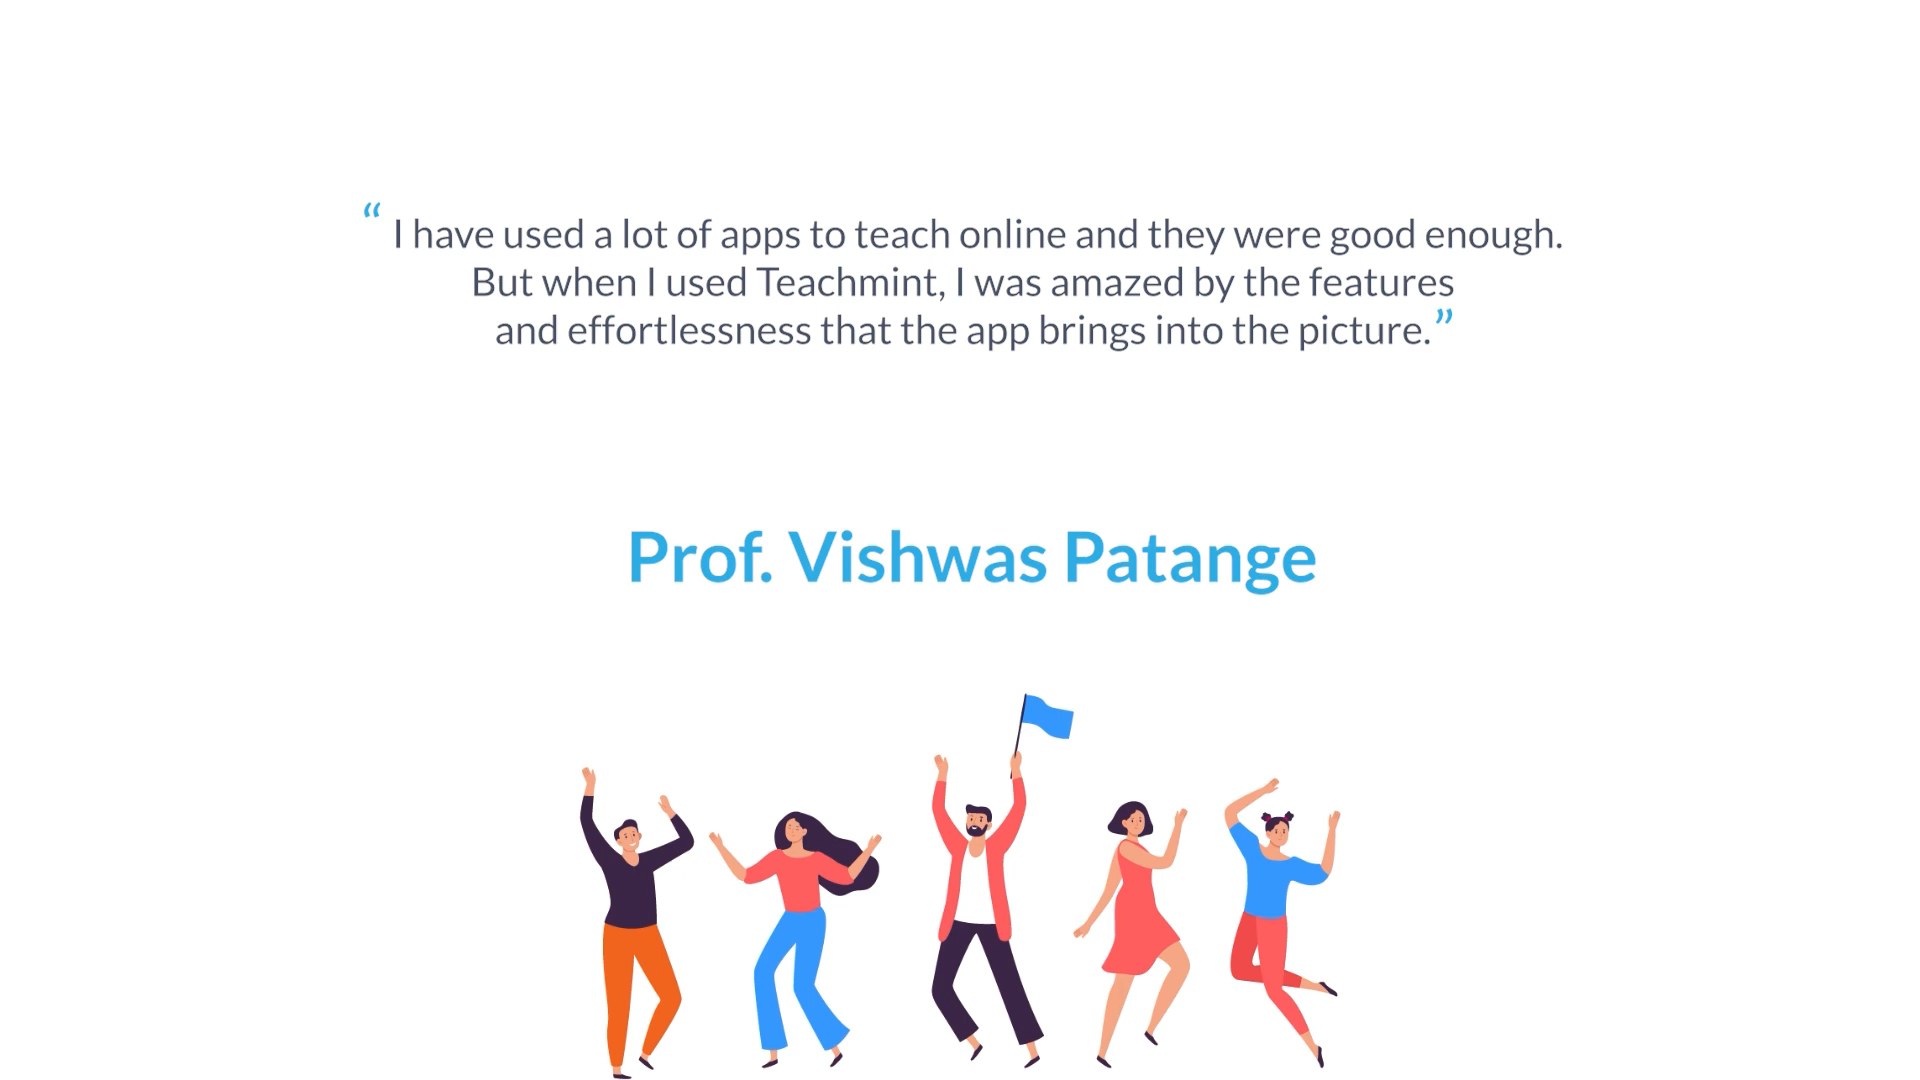 “ I have used a lot of apps to teach online and they were good enough.
But when I used Teachmint, I was amazed by the features
and effortlessness that the app brings into the picture.”
Prof. Vishwas Patange